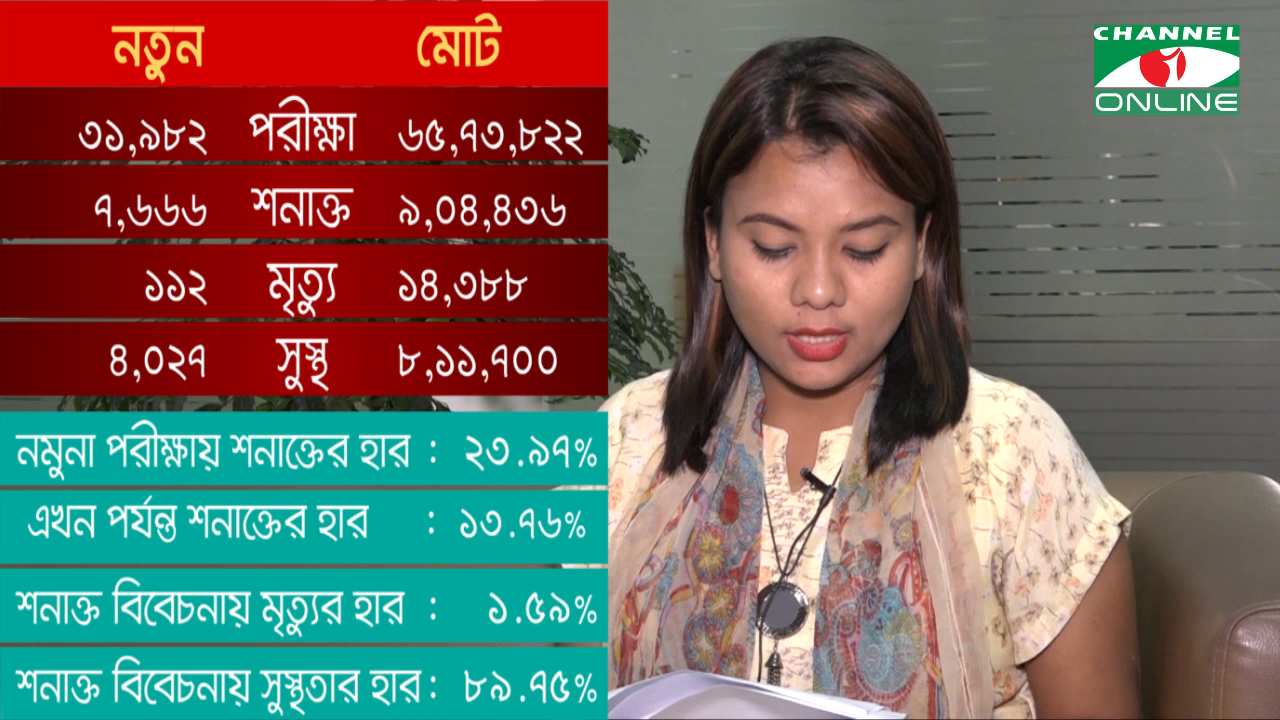 নতুন মোট
৩১,৯৮২ পরীক্ষা ৬৫,৭৩,৮২২
৭,৬৬৬ শনাক্ত ৯,০৪,৪৩৬
১১২ মৃত্যু ১৪,৩৮৮
৪,০২৭ সুস্থ ৮,১১,৭০০
নমুনা পরীক্ষায় শনাক্তের হার : ২৩.৯৭%
এখন পর্যন্ত শনাক্তের হার : ১৩.৭৬%
শনাক্ত বিবেচনায় মৃত্যুর হার : ১.৫৯%
শনাক্ত বিবেচনায় সুস্থতার হার : ৮৯.৭৫%
CHANNEL
ONLINE